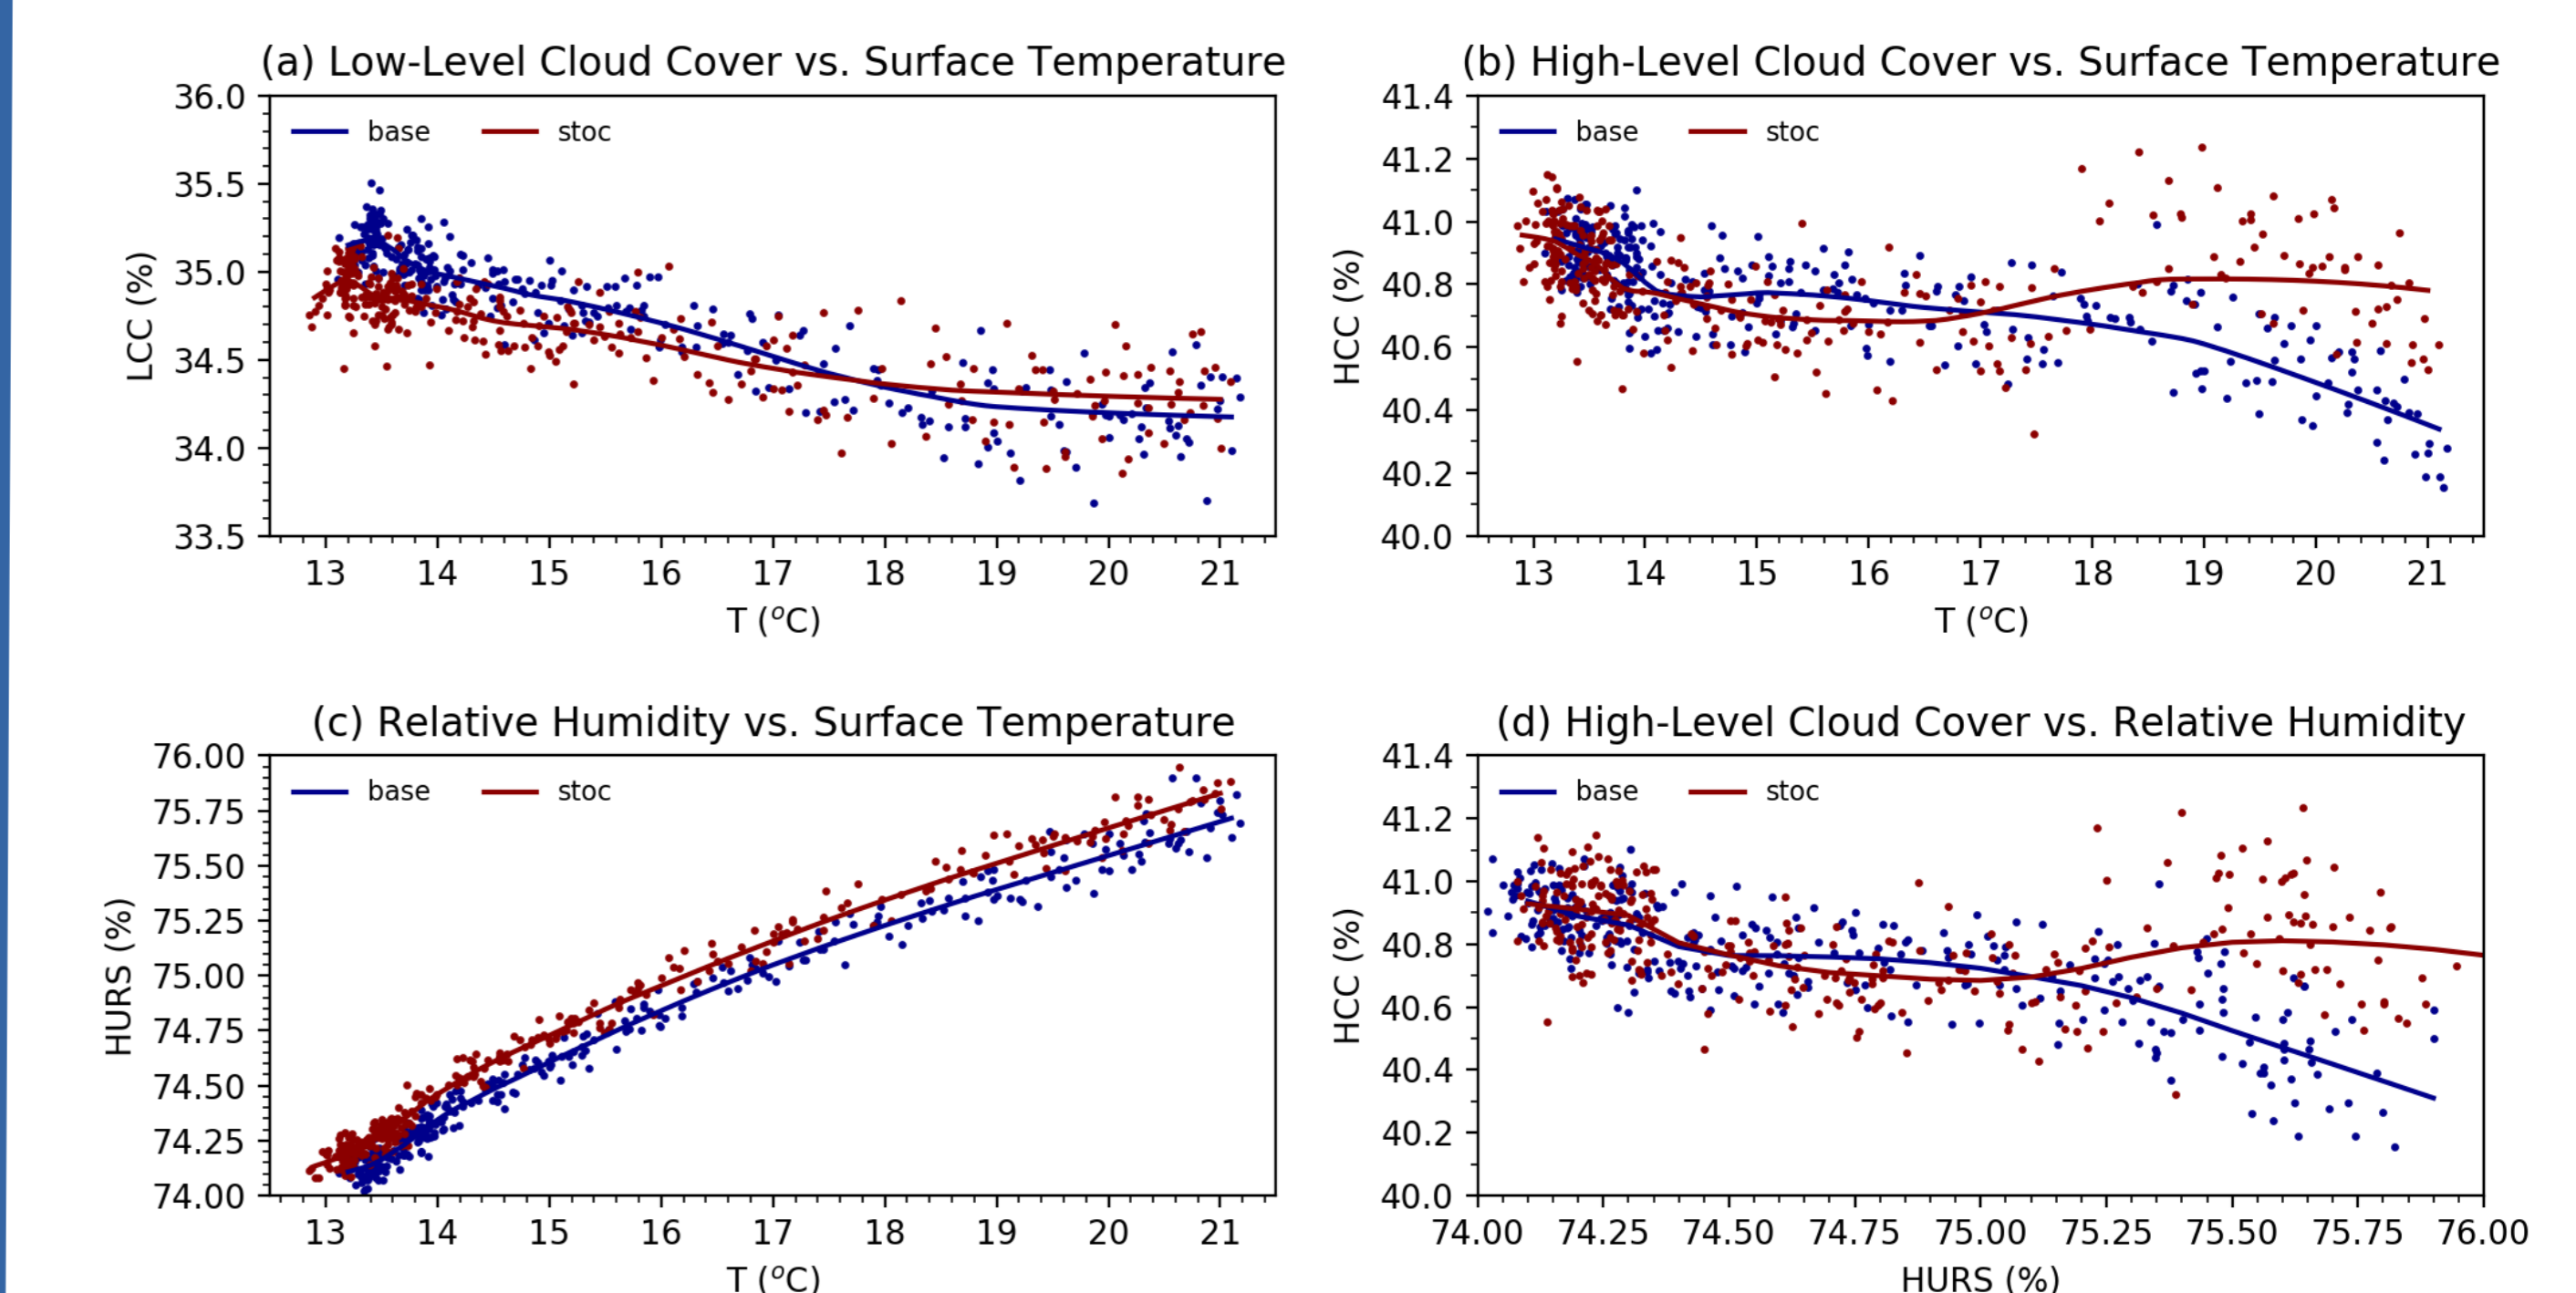 (a) Low-Level Cloud Cover vs. Surface Temperature
36.0
35.5
35.0
34.5
34.0
33.5
LCC (%)
base
stoc
13 14 15 16 17 18 19 20 21
T (°C)
(b) High-Level Cloud Cover vs. Surface Temperature
41.4
41.2
41.0
40.8
40.6
40.4
40.2
40.0
HCC (%)
base
stoc
13 14 15 16 17 18 19 20 21
T (°C)
(c) Relative Humidity vs. Surface Temperature
76.00
75.75
75.50
75.25
75.00
74.75
74.50
74.25
74.00
HURS (%)
base
stoc
13 14 15 16 17 18 19 20 21
T (°C)
(d) High-Level Cloud Cover vs. Relative Humidity
41.4
41.2
41.0
40.8
40.6
40.4
40.2
40.0
HCC (%)
base
stoc
74.00 74.25 74.50 74.75 75.00 75.25 75.50 75.75 76.00
HURS (%)